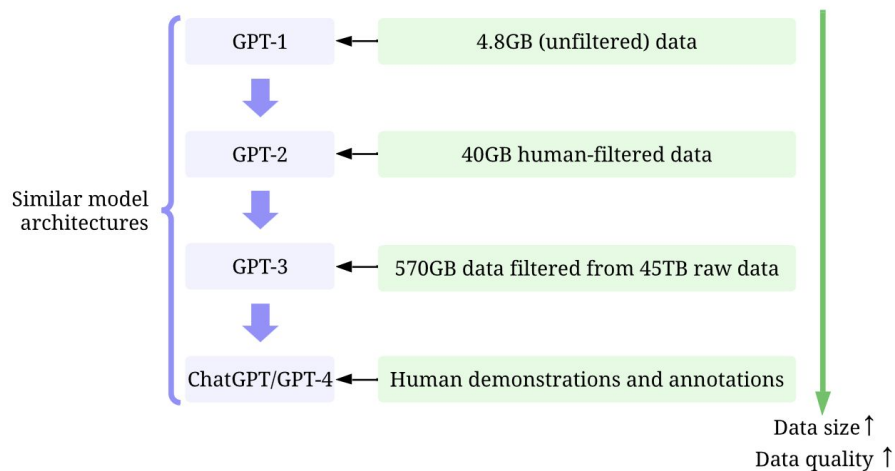 GPT-1
4.8GB (unfiltered) data
GPT-2
40GB human-filtered data
Similar model
architectures
GPT-3
570GB data filtered from 45TB raw data
ChatGPT/GPT-4
Human demonstrations and annotations
Data size↑
Data quality ↑